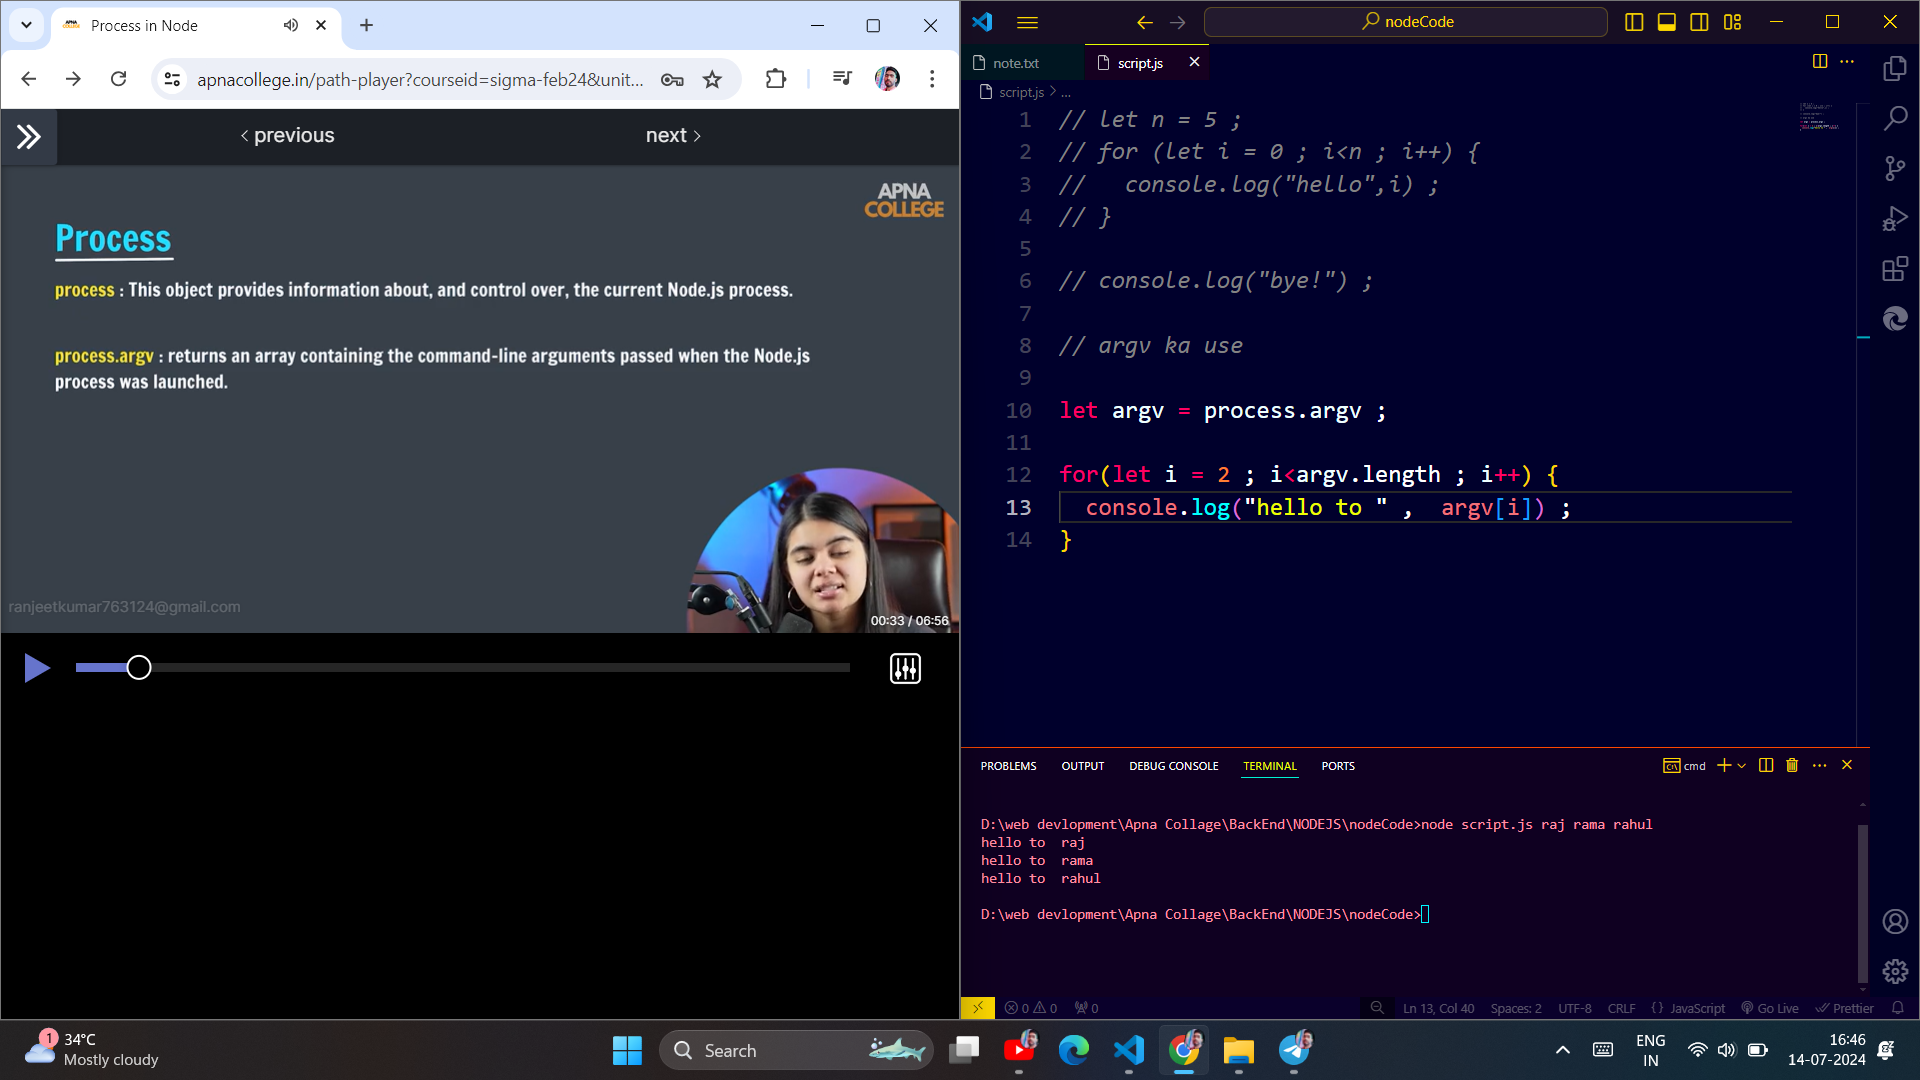 Process in Node
apnacollege.in/path-player?courseid=sigma-feb24&unit...
previous
next
APNA
COLLEGE
Process
process : This object provides information about, and control over, the current Node.js process.
process.argv : returns an array containing the command-line arguments passed when the Node.js
process was launched.
ranjeetkumar763124@gmail.com
00:33 / 06:56
nodeCode
note.txt
script.js
script.js > ...
1 // let n = 5 ;
2 // for (let i = 0 ; i<n ; i++) {
3 //   console.log("hello",i) ;
4 // }
5
6 // console.log("bye!") ;
7
8 // argv ka use
9
10 let argv = process.argv ;
11
12 for(let i = 2 ; i<argv.length ; i++) {
13   console.log("hello to " ,  argv[i]) ;
14 }
PROBLEMS OUTPUT DEBUG CONSOLE TERMINAL PORTS
cmd
D:\web devlopment\Apna Collage\BackEnd\NODEJS\nodeCode>node script.js raj rama rahul
hello to  raj
hello to  rama
hello to  rahul
D:\web devlopment\Apna Collage\BackEnd\NODEJS\nodeCode>
0 0 0
Ln 13, Col 40 Spaces: 2 UTF-8 CRLF {} JavaScript Go Live Prettier
1
34°C
Mostly cloudy
Search
ENG
IN
16:46
14-07-2024